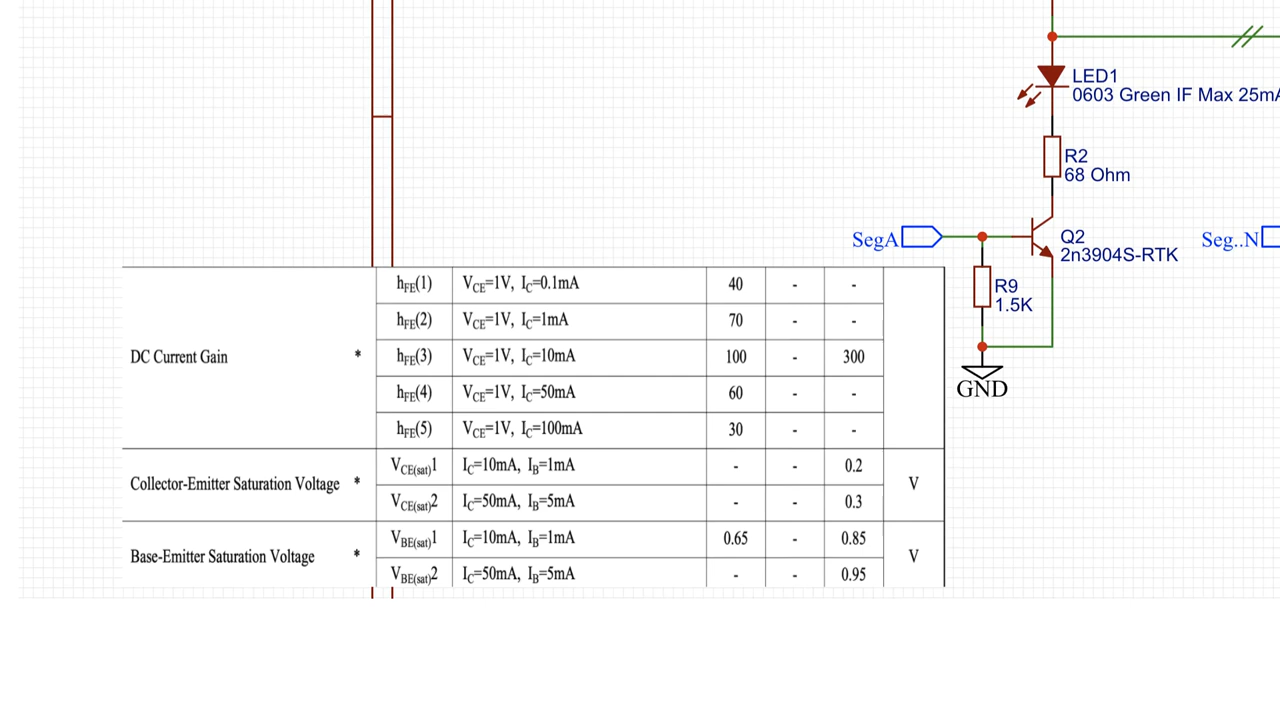 LED1
0603 Green IF Max 25mA
R2
68 Ohm
SegA
Q2
2n3904S-RTK
Seg..N
R9
1.5K
GND
hFE(1) VCE=1V, IC=0.1mA 40 - -
hFE(2) VCE=1V, IC=1mA 70 - -
DC Current Gain * hFE(3) VCE=1V, IC=10mA 100 - 300
hFE(4) VCE=1V, IC=50mA 60 - -
hFE(5) VCE=1V, IC=100mA 30 - -
VCE(sat)1 IC=10mA, IB=1mA - - 0.2
Collector-Emitter Saturation Voltage * V
VCE(sat)2 IC=50mA, IB=5mA - - 0.3
VBE(sat)1 IC=10mA, IB=1mA 0.65 - 0.85
Base-Emitter Saturation Voltage * V
VBE(sat)2 IC=50mA, IB=5mA - - 0.95